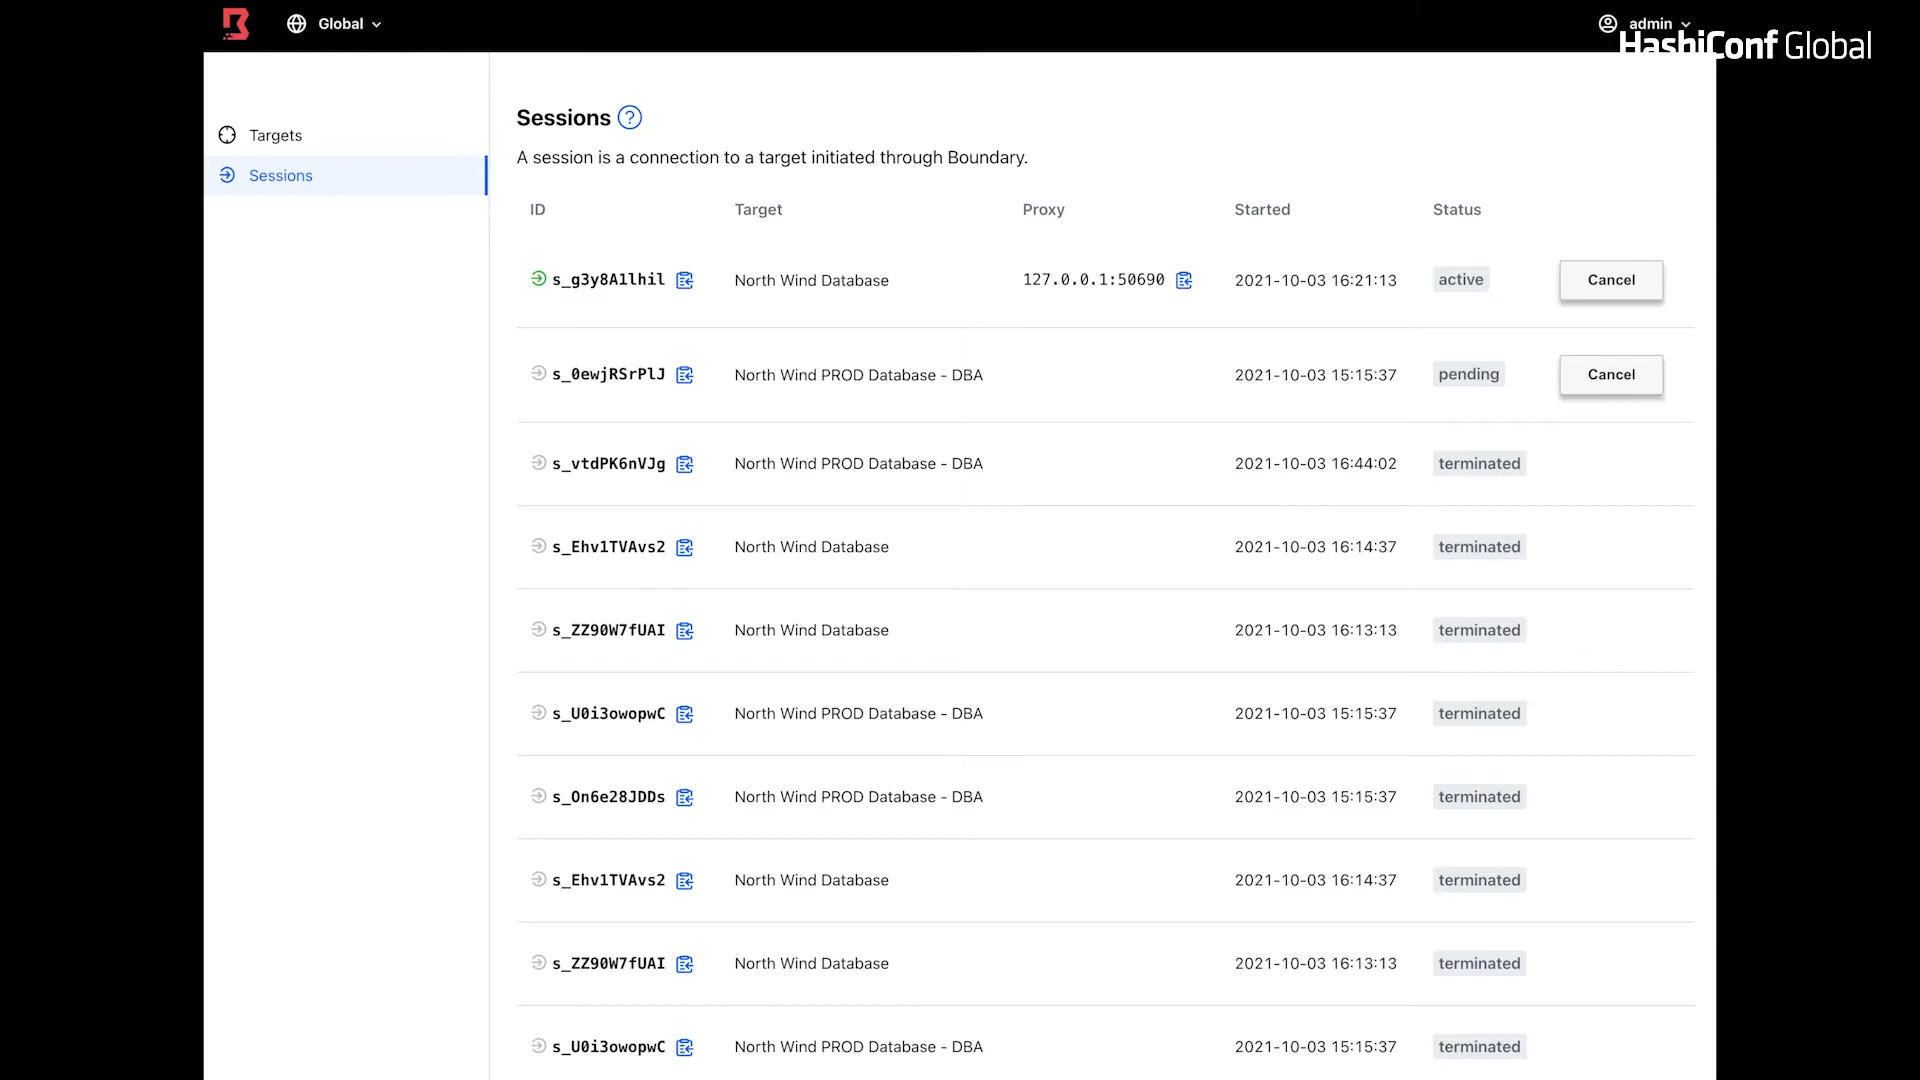 Global
admin
HashiConf Global
Targets
Sessions
Sessions ?
A session is a connection to a target initiated through Boundary.
ID Target Proxy Started Status
s_g3y8A1lhil North Wind Database 127.0.0.1:50690 2021-10-03 16:21:13 active Cancel
s_0ewjRSrPlJ North Wind PROD Database - DBA 2021-10-03 15:15:37 pending Cancel
s_vtdPK6nVJg North Wind PROD Database - DBA 2021-10-03 16:44:02 terminated
s_Ehv1TVAvs2 North Wind Database 2021-10-03 16:14:37 terminated
s_ZZ90W7fUAI North Wind Database 2021-10-03 16:13:13 terminated
s_U0i3owopwC North Wind PROD Database - DBA 2021-10-03 15:15:37 terminated
s_On6e28JDDs North Wind PROD Database - DBA 2021-10-03 15:15:37 terminated
s_Ehv1TVAvs2 North Wind Database 2021-10-03 16:14:37 terminated
s_ZZ90W7fUAI North Wind Database 2021-10-03 16:13:13 terminated
s_U0i3owopwC North Wind PROD Database - DBA 2021-10-03 15:15:37 terminated